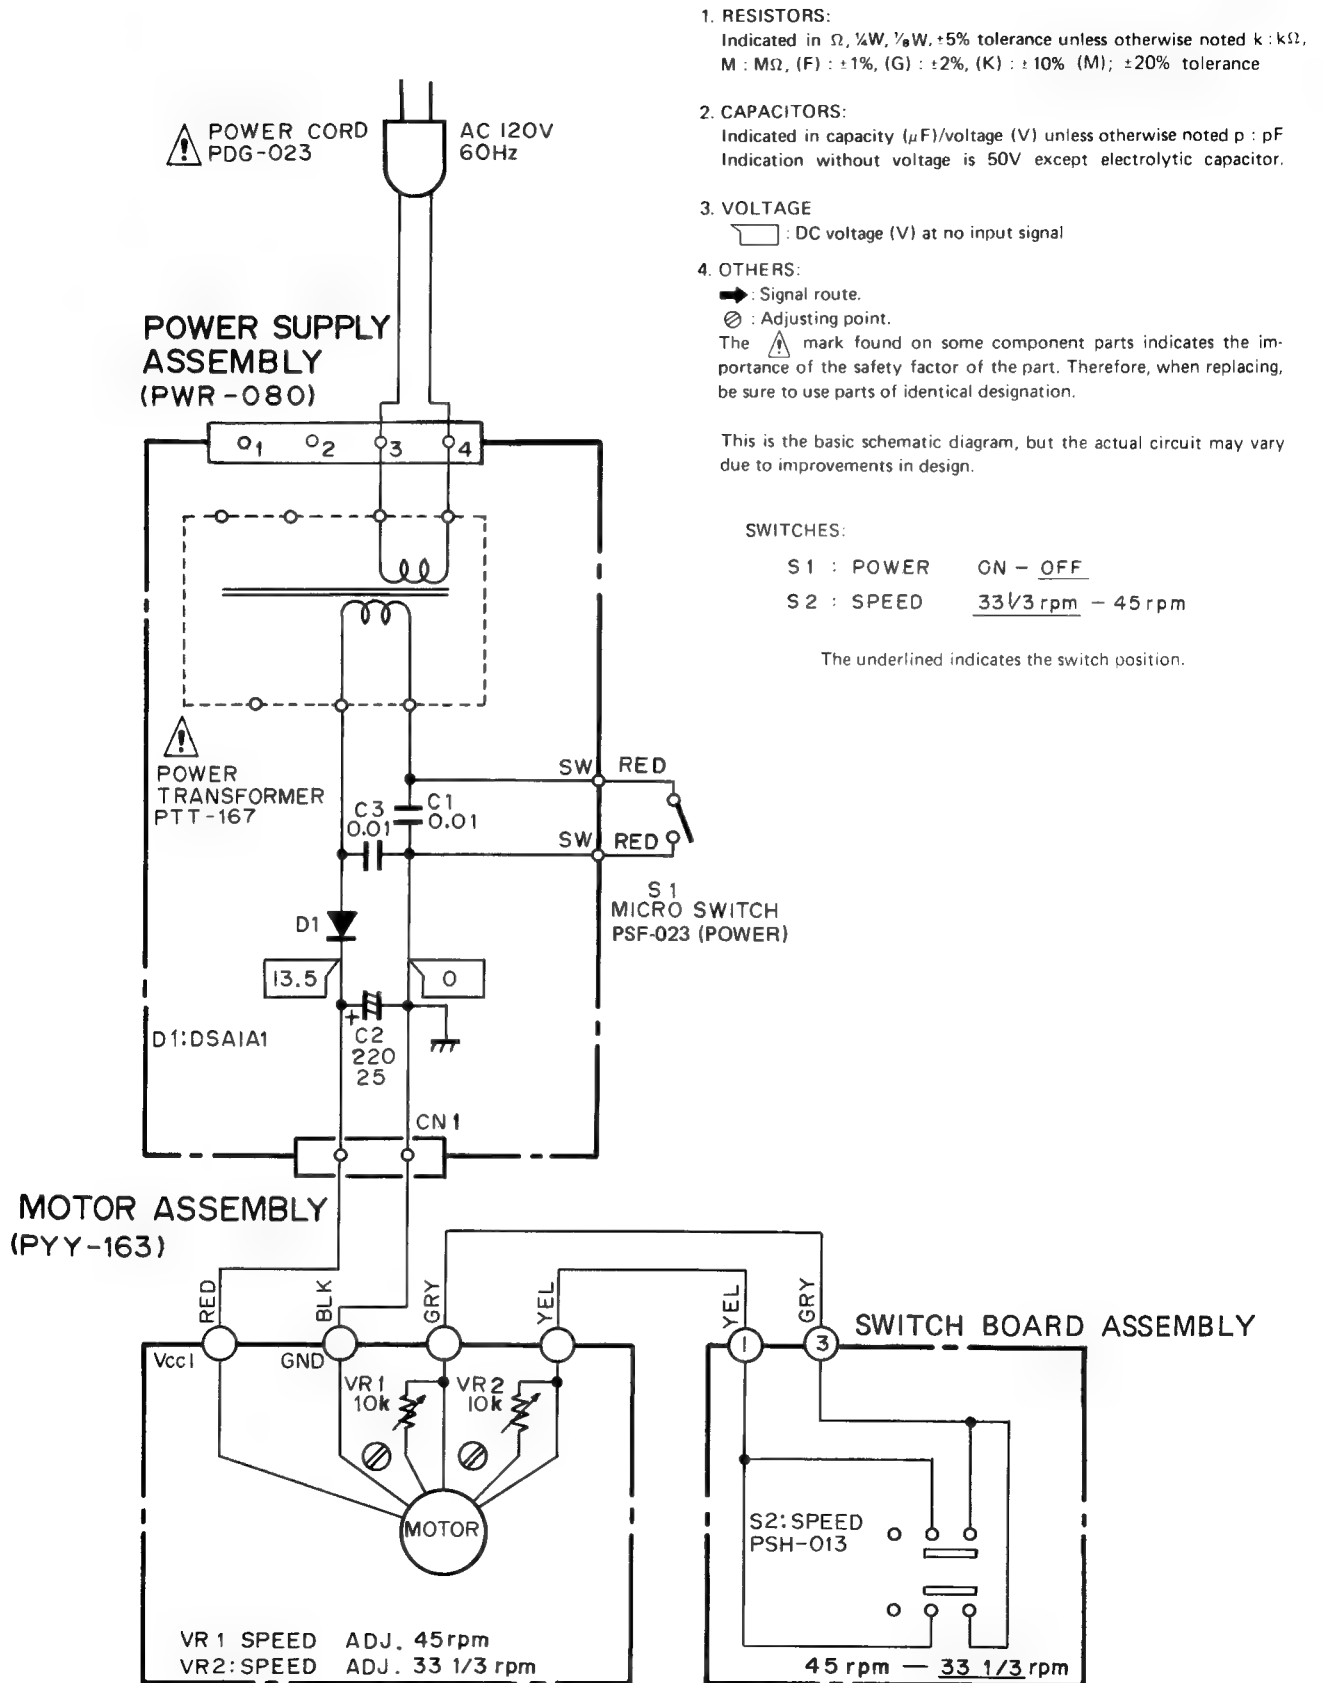 1. RESISTORS:
Indicated in Ω, ¼W, ⅛W, ±5% tolerance unless otherwise noted k : kΩ,
M : MΩ, (F) : ±1%, (G) : ±2%, (K) : ±10% (M); ±20% tolerance
2. CAPACITORS:
Indicated in capacity (μF)/voltage (V) unless otherwise noted p : pF
Indication without voltage is 50V except electrolytic capacitor.
3. VOLTAGE
: DC voltage (V) at no input signal
4. OTHERS:
: Signal route.
: Adjusting point.
The ! mark found on some component parts indicates the im-
portance of the safety factor of the part. Therefore, when replacing,
be sure to use parts of identical designation.
This is the basic schematic diagram, but the actual circuit may vary
due to improvements in design.
SWITCHES:
S1 : POWER ON – OFF
S2 : SPEED 33 1/3 rpm – 45 rpm
The underlined indicates the switch position.
! POWER CORD
PDG-023
AC 120V
60Hz
POWER SUPPLY
ASSEMBLY
(PWR-080)
1 2 3 4
!
POWER
TRANSFORMER
PTT-167
C3
0.01
C1
0.01
SW RED
SW RED
S1
MICRO SWITCH
PSF-023 (POWER)
D1
13.5
0
D1:DSA1A1
+
C2
220
25
CN1
MOTOR ASSEMBLY
(PYY-163)
RED
BLK
GRY
YEL
YEL
GRY
1
3
SWITCH BOARD ASSEMBLY
Vcc1
GND
VR1
10k
VR2
10k
MOTOR
S2:SPEED
PSH-013
VR1 SPEED ADJ. 45rpm
VR2:SPEED ADJ. 33 1/3 rpm
45 rpm — 33 1/3 rpm